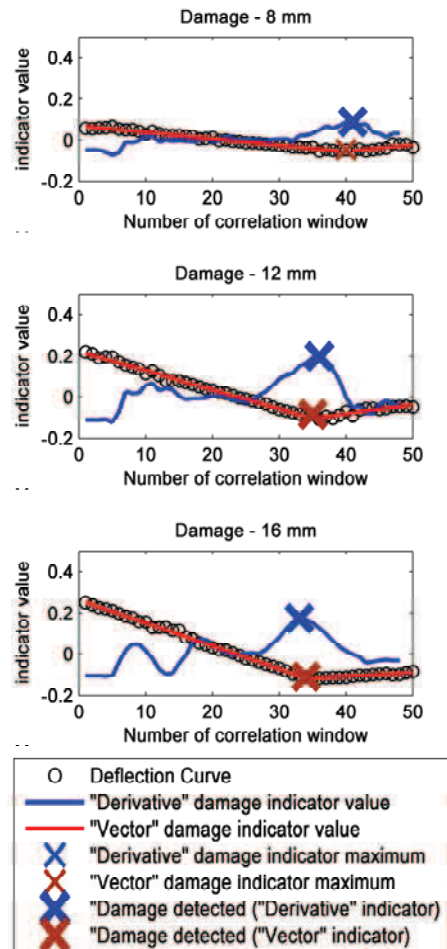 Damage - 8 mm
indicator value
0.4
0.2
0
-0.2
0 10 20 30 40 50
Number of correlation window
Damage - 12 mm
indicator value
0.4
0.2
0
-0.2
0 10 20 30 40 50
Number of correlation window
Damage - 16 mm
indicator value
0.4
0.2
0
-0.2
0 10 20 30 40 50
Number of correlation window
Deflection Curve
"Derivative" damage indicator value
"Vector" damage indicator value
"Derivative" damage indicator maximum
"Vector" damage indicator maximum
"Damage detected ("Derivative" indicator)
"Damage detected ("Vector" indicator)